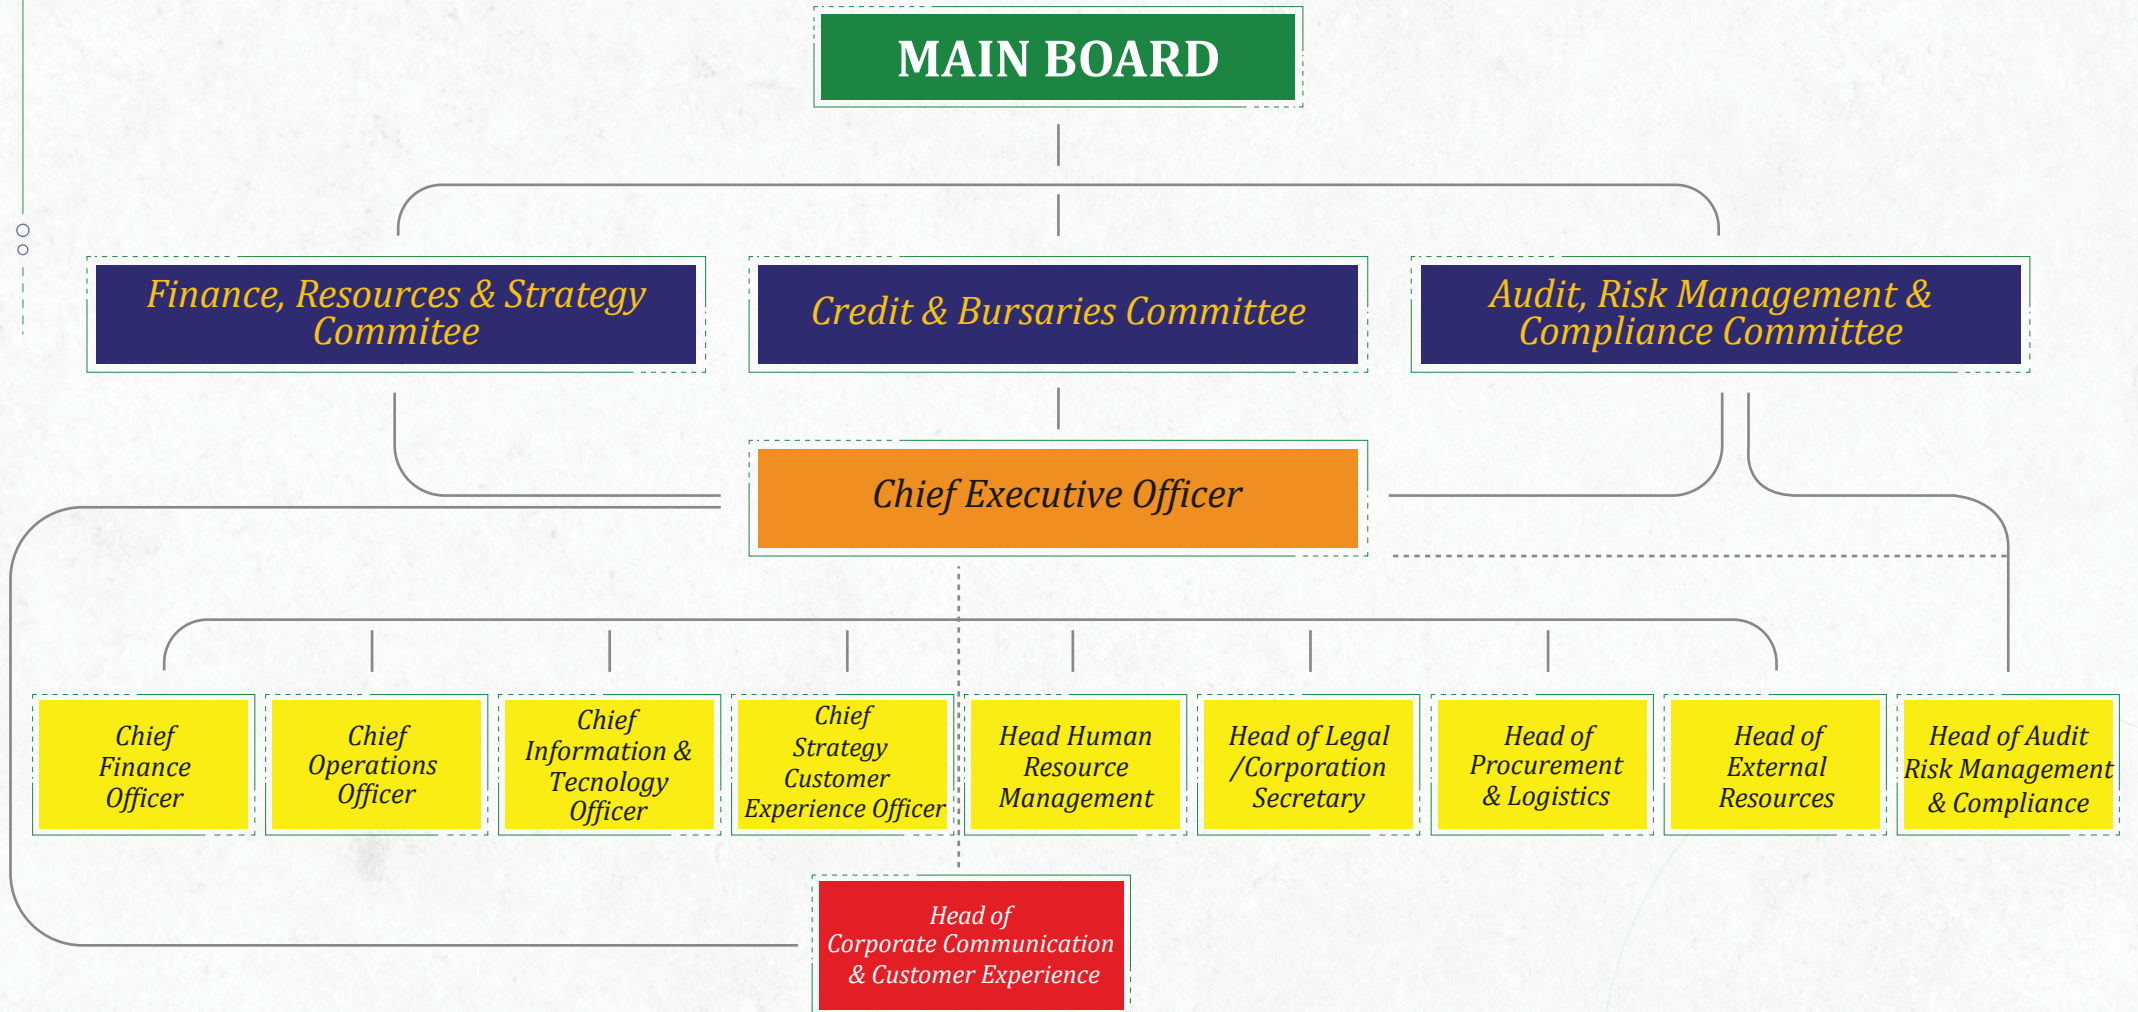 MAIN BOARD
Finance, Resources & Strategy
Commitee
Credit & Bursaries Committee
Audit, Risk Management &
Compliance Committee
Chief Executive Officer
Chief
Finance
Officer
Chief
Operations
Officer
Chief
Information &
Tecnology
Officer
Chief
Strategy
Customer
Experience Officer
Head Human
Resource
Management
Head of Legal
/Corporation
Secretary
Head of
Procurement
& Logistics
Head of
External
Resources
Head of Audit
Risk Management
& Compliance
Head of
Corporate Communication
& Customer Experience